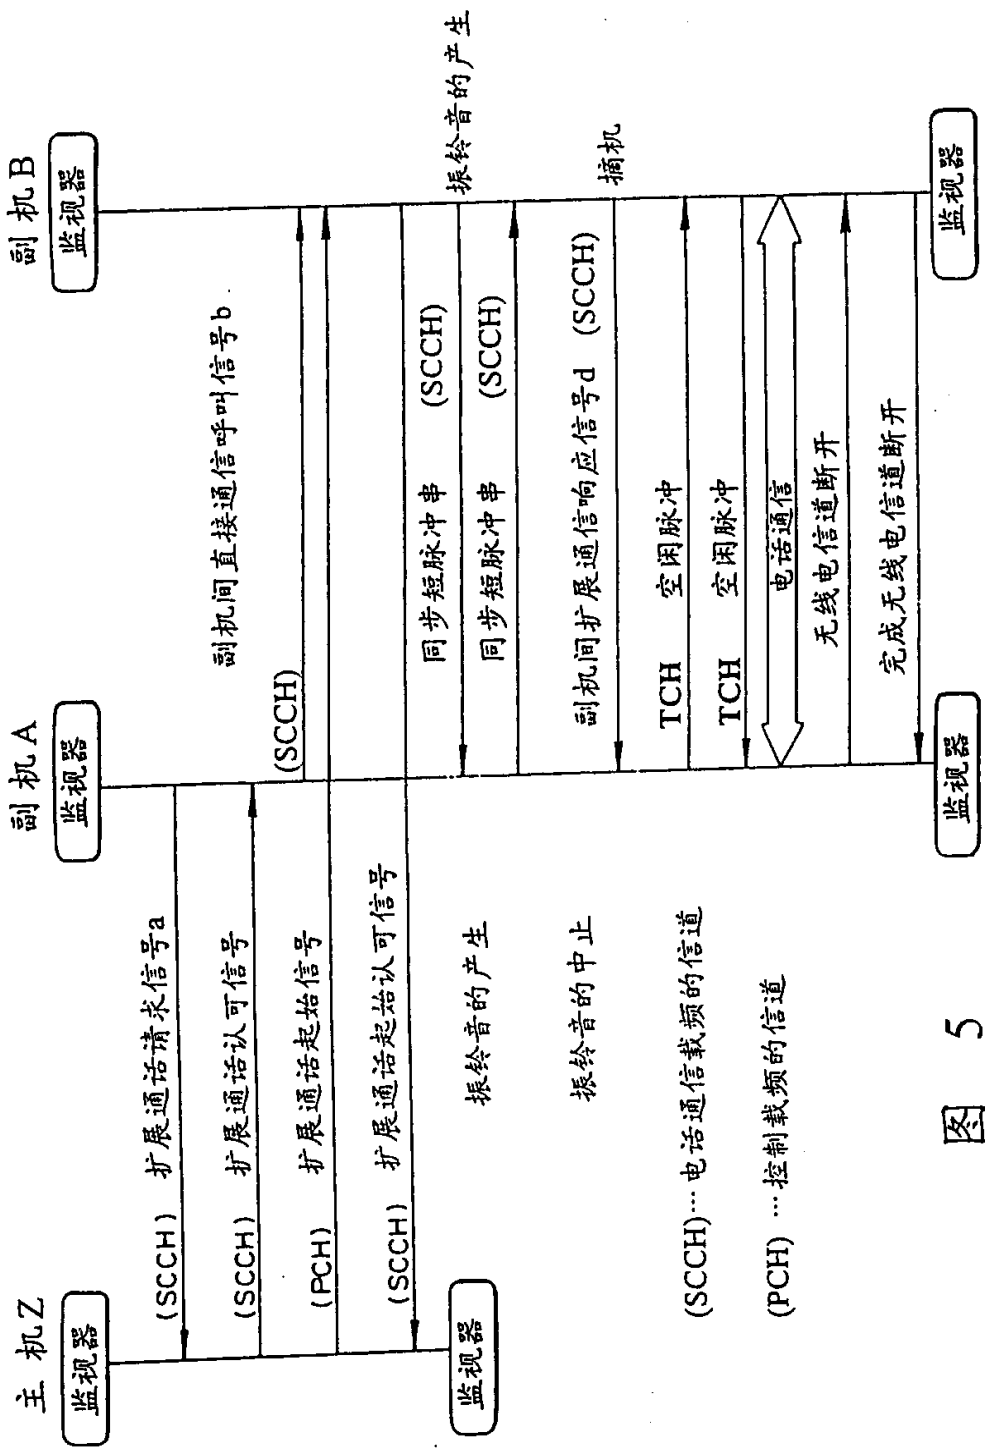 主机Z
副机A
副机B
监视器
监视器
监视器
(SCCH) 扩展通话请求信号a
(SCCH) 扩展通话认可信号
副机间直接通信呼叫信号b
(SCCH)
(PCH) 扩展通话起始信号
(SCCH) 扩展通话起始认可信号
监视器
同步短脉冲串 (SCCH)
振铃音的产生
振铃音的产生
同步短脉冲串 (SCCH)
振铃音的中止
副机间扩展通信响应信号d (SCCH)
摘机
TCH 空闲脉冲
TCH 空闲脉冲
电话通信
无线电信道断开
完成无线电信道断开
监视器
监视器
(SCCH)…电话通信载频的信道
(PCH) …控制载频的信道
图 5